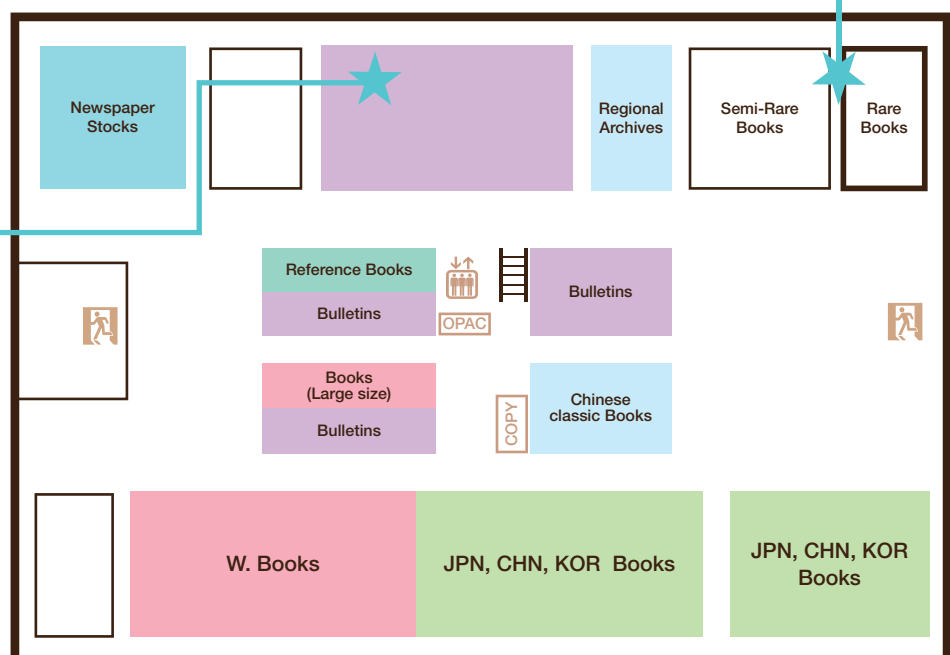 Newspaper
Stocks
Regional
Archives
Semi-Rare
Books
Rare
Books
Reference Books
Bulletins
OPAC
Bulletins
Books
(Large size)
Bulletins
COPY
Chinese
classic Books
W. Books
JPN, CHN, KOR Books
JPN, CHN, KOR
Books